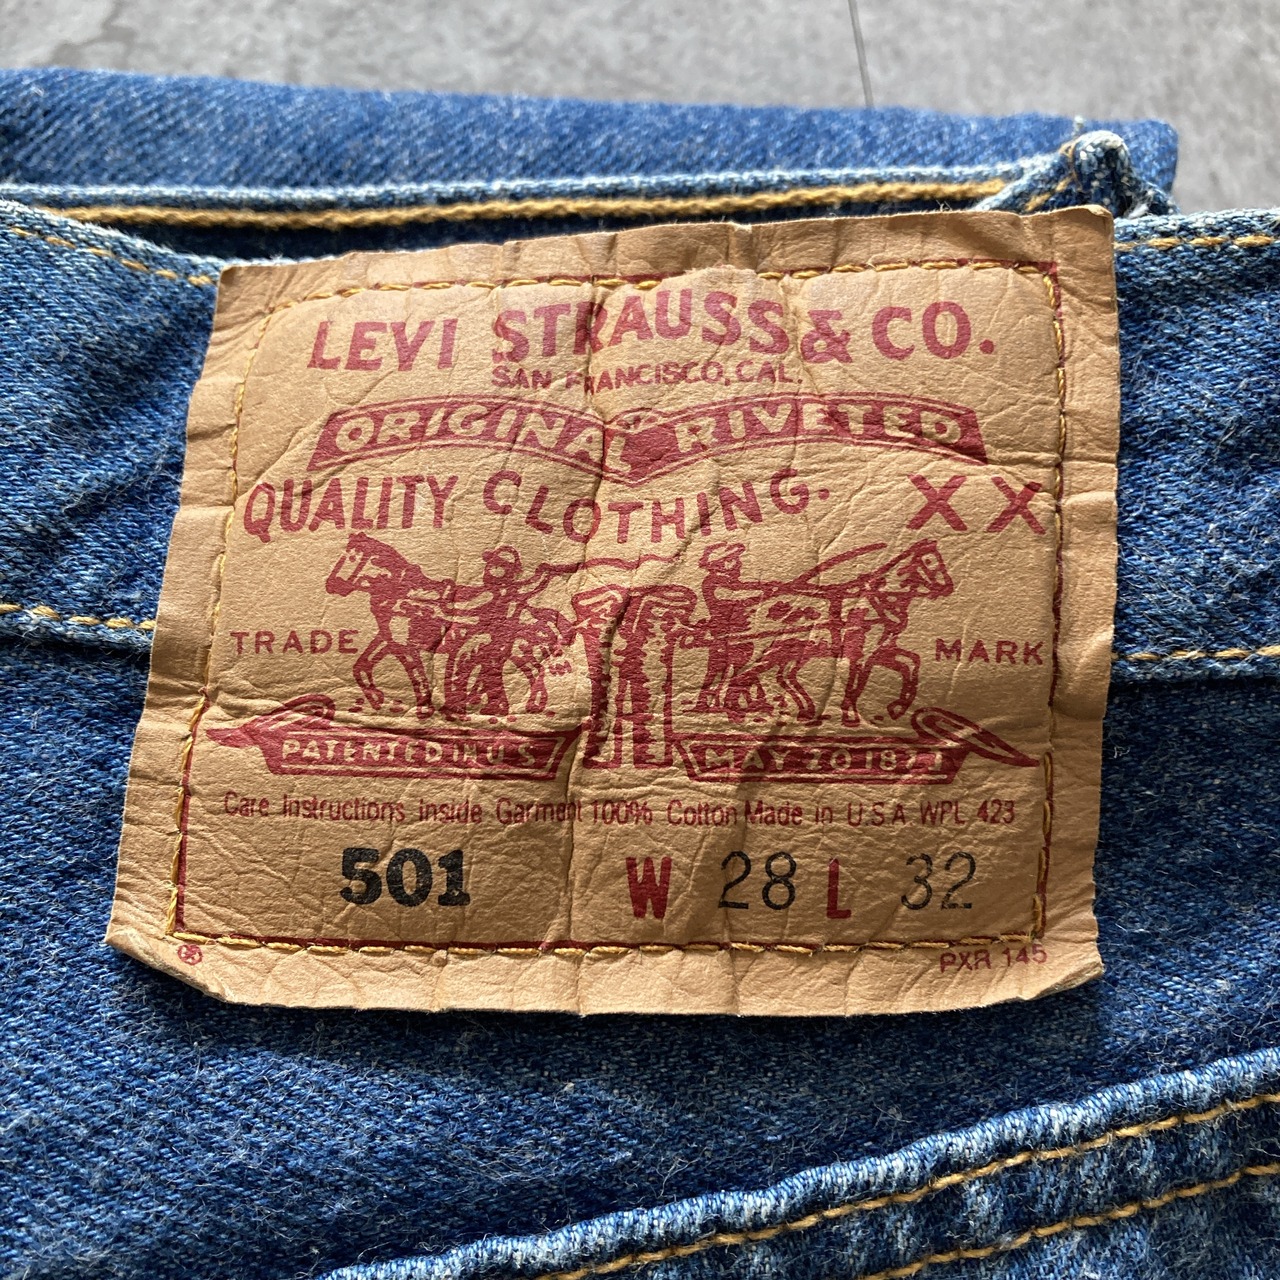 LEVI STRAUSS & CO.
SAN FRANCISCO, CAL.
ORIGINAL RIVETED
QUALITY CLOTHING. XX
TRADE MARK
PATENTED IN U.S. MAY 20 1873
Care Instructions Inside Garment 100% Cotton Made in U.S.A WPL 423
501 W 28 L 32
® PXR 145